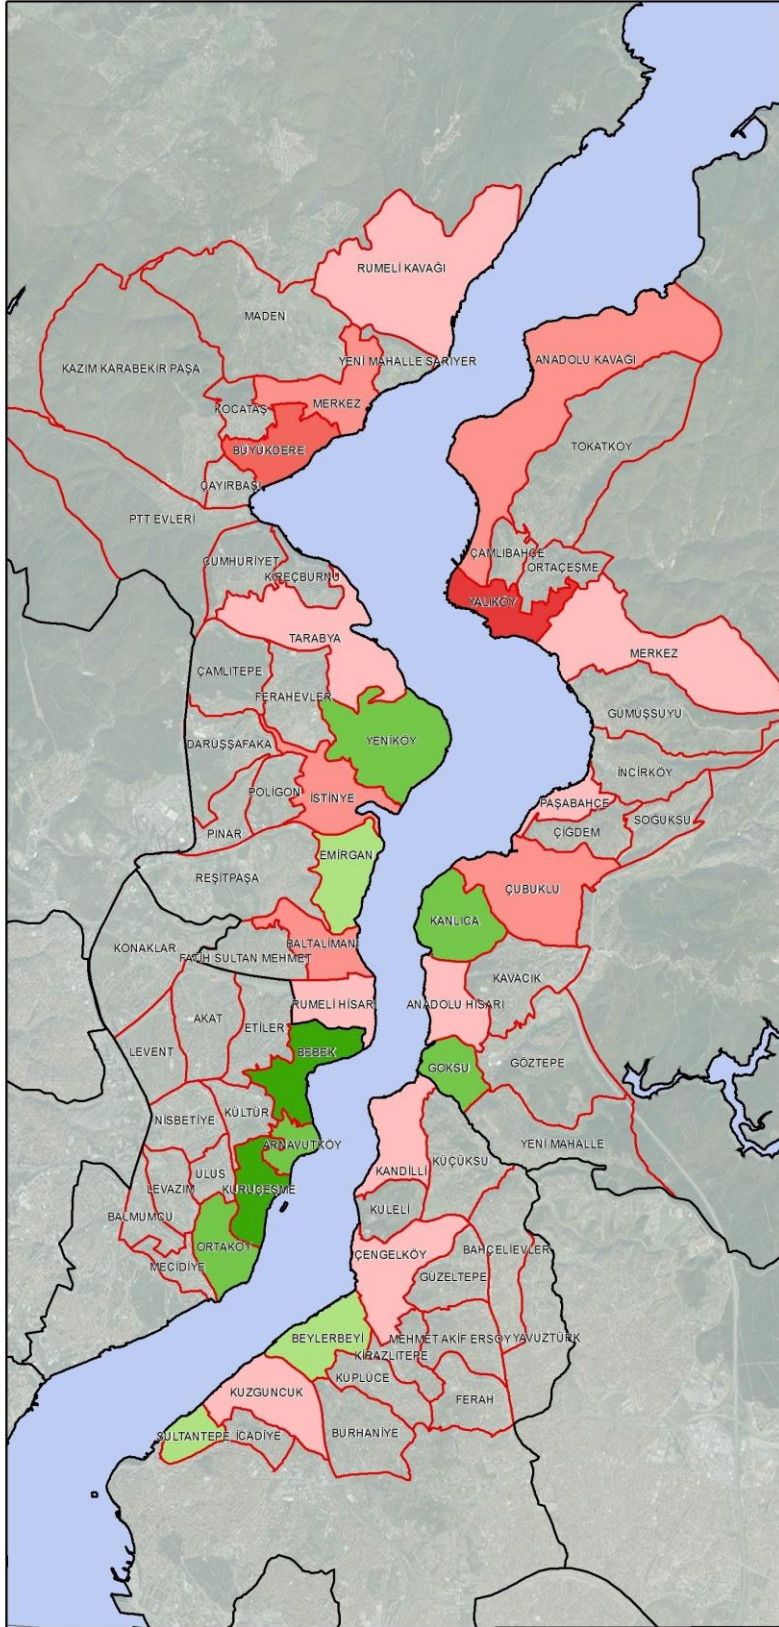 RUMELİ KAVAĞI
MADEN
YENİ MAHALLE SARIYER
ANADOLU KAVAĞI
KAZIM KARABEKİR PAŞA
MERKEZ
KOCATAŞ
TOKATKÖY
BÜYÜKDERE
ÇAYIRBAŞI
PTT EVLERİ
ÇAMLIBAHÇE
CUMHURİYET
ORTAÇEŞME
KİREÇBURNU
YALIKÖY
TARABYA
MERKEZ
ÇAMLITEPE
FERAHEVLER
GÜMÜŞSUYU
YENİKÖY
DARÜŞŞAFAKA
İNCİRKÖY
POLİGON
İSTİNYE
PAŞABAHÇE
SOĞUKSU
PINAR
ÇİĞDEM
EMİRGAN
REŞİTPAŞA
ÇUBUKLU
KANLICA
KONAKLAR
BALTALİMANI
FATİH SULTAN MEHMET
KAVACIK
RUMELİ HİSARI
ANADOLU HİSARI
AKAT
ETİLER
LEVENT
BEBEK
GÖZTEPE
GÖKSU
KÜLTÜR
NİSBETİYE
ARNAVUTKÖY
YENİ MAHALLE
KÜÇÜKSU
KANDİLLİ
ULUS
LEVAZIM
KURUÇEŞME
KULELİ
BALMUMCU
ORTAKÖY
BAHÇELİEVLER
ÇENGELKÖY
MECİDİYE
GÜZELTEPE
BEYLERBEYİ
MEHMET AKİF ERSOY
YAVUZTÜRK
KİRAZLITEPE
KÜPLÜCE
KUZGUNCUK
FERAH
SULTANTEPE
İCADİYE
BURHANİYE